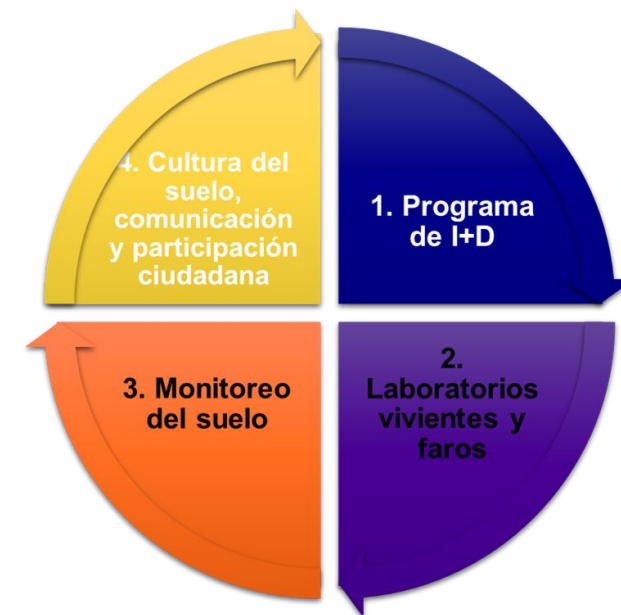 1. Programa
de I+D
2.
Laboratorios
vivientes y
faros
3. Monitoreo
del suelo
4. Cultura del
suelo,
comunicación
y participación
ciudadana